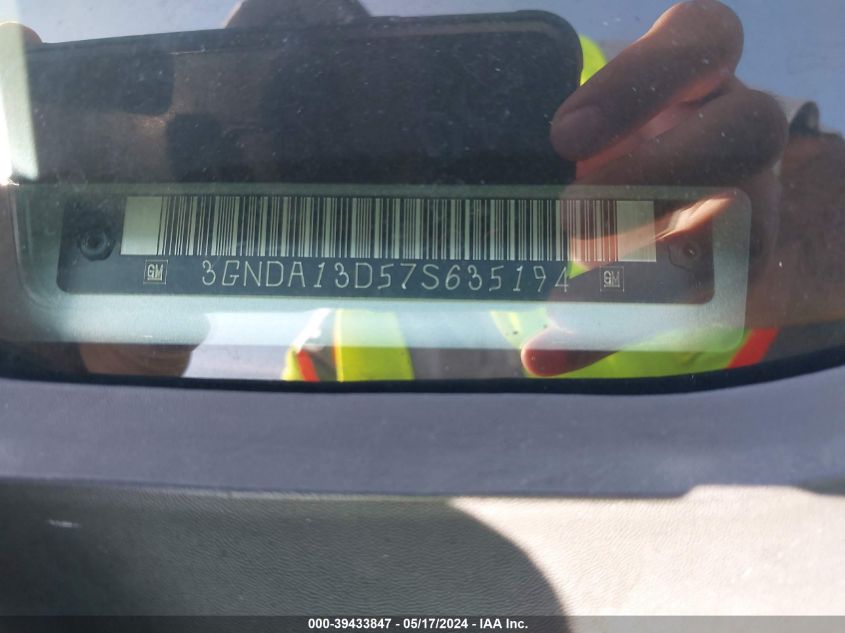 GM 3GNDA13D57S635194 GM
000-39433847 - 05/17/2024 - IAA, Inc.